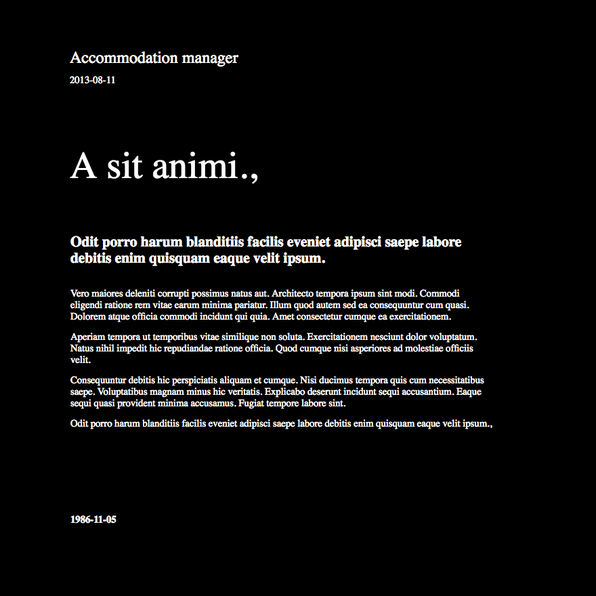 Accommodation manager
2013-08-11
A sit animi.,
Odit porro harum blanditiis facilis eveniet adipisci saepe labore
debitis enim quisquam eaque velit ipsum.
Vero maiores deleniti corrupti possimus natus aut. Architecto tempora ipsum sint modi. Commodi
eligendi ratione rem vitae earum minima pariatur. Illum quod autem sed ea consequuntur cum quasi.
Dolorem atque officia commodi incidunt qui quia. Amet consectetur cumque ea exercitationem.
Aperiam tempora ut temporibus vitae similique non soluta. Exercitationem nesciunt dolor voluptatum.
Natus nihil impedit hic repudiandae ratione officia. Quod cumque nisi asperiores ad molestiae officiis
velit.
Consequuntur debitis hic perspiciatis aliquam et cumque. Nisi ducimus tempora quis cum necessitatibus
saepe. Voluptatibus magnam minus hic veritatis. Explicabo deserunt incidunt sequi accusantium. Eaque
sequi quasi provident minima accusamus. Fugiat tempore labore sint.
Odit porro harum blanditiis facilis eveniet adipisci saepe labore debitis enim quisquam eaque velit ipsum.,
1986-11-05